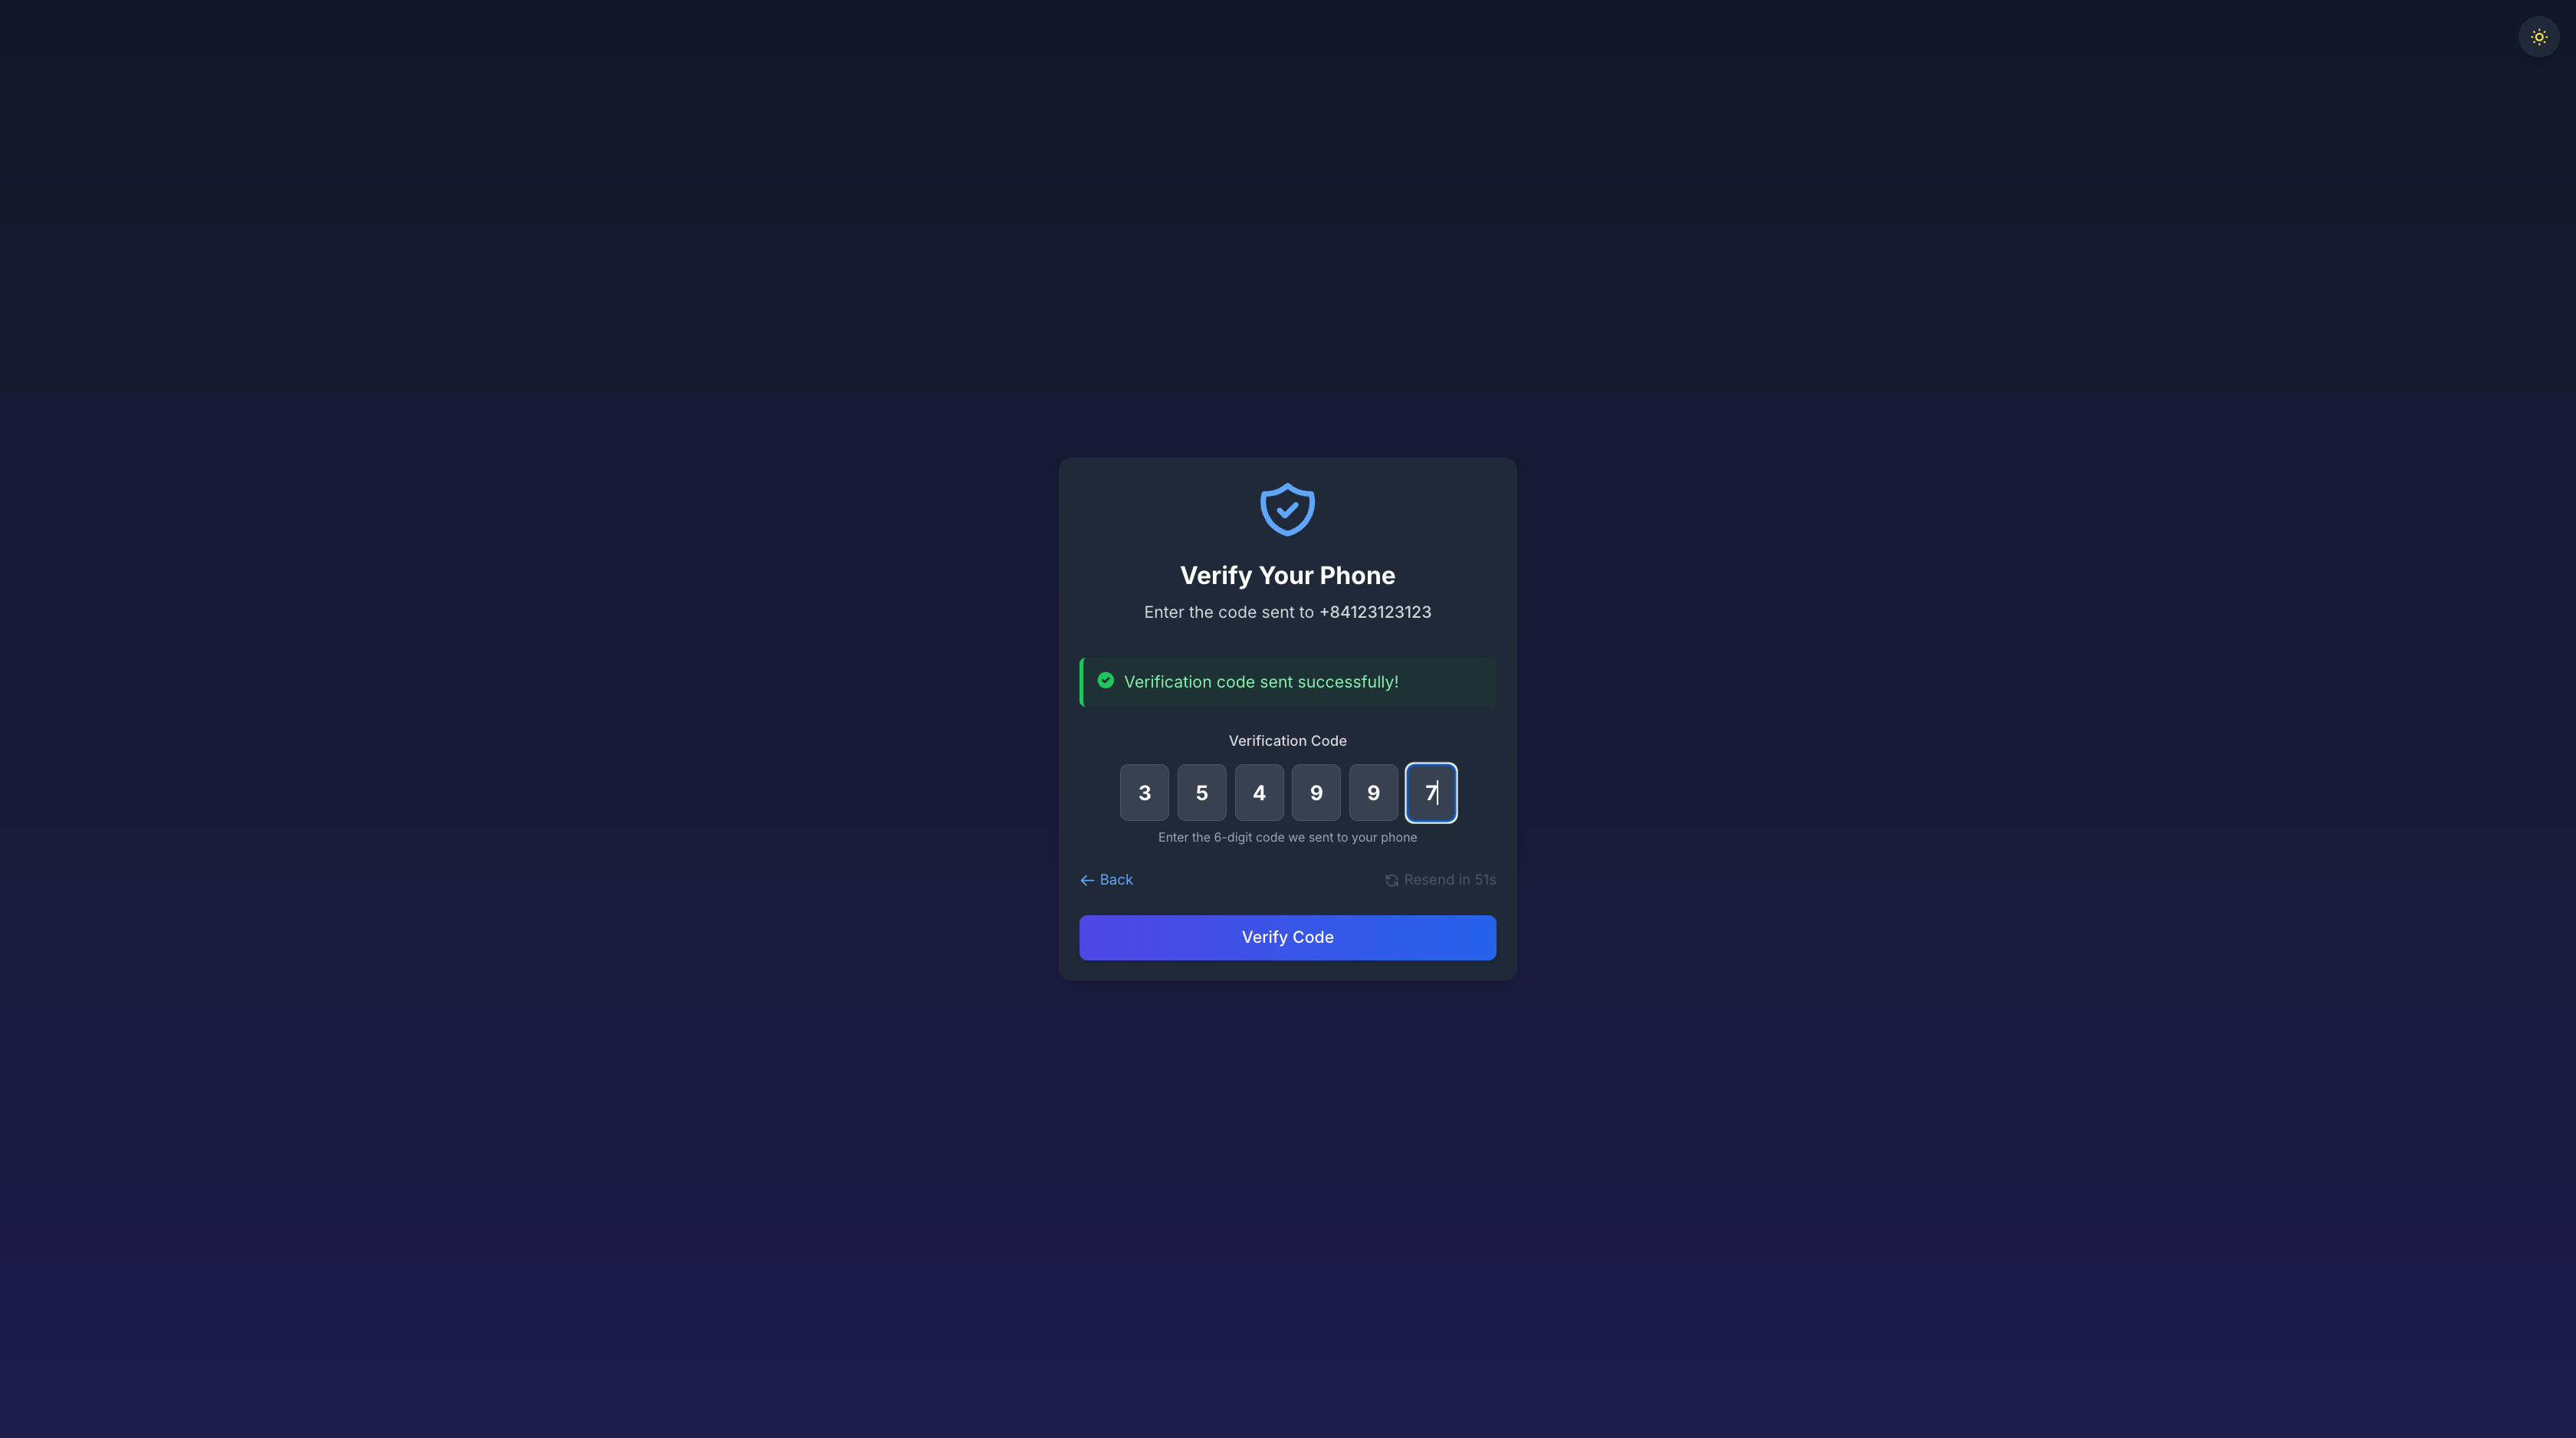 Verify Your Phone
Enter the code sent to +84123123123
Verification code sent successfully!
Verification Code
3 5 4 9 9 7
Enter the 6-digit code we sent to your phone
Back
Resend in 51s
Verify Code